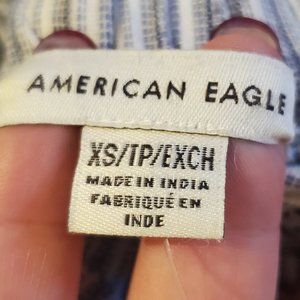 AMERICAN EAGLE
XS/TP/EXCH
MADE IN INDIA
FABRIQUÉ EN
INDE